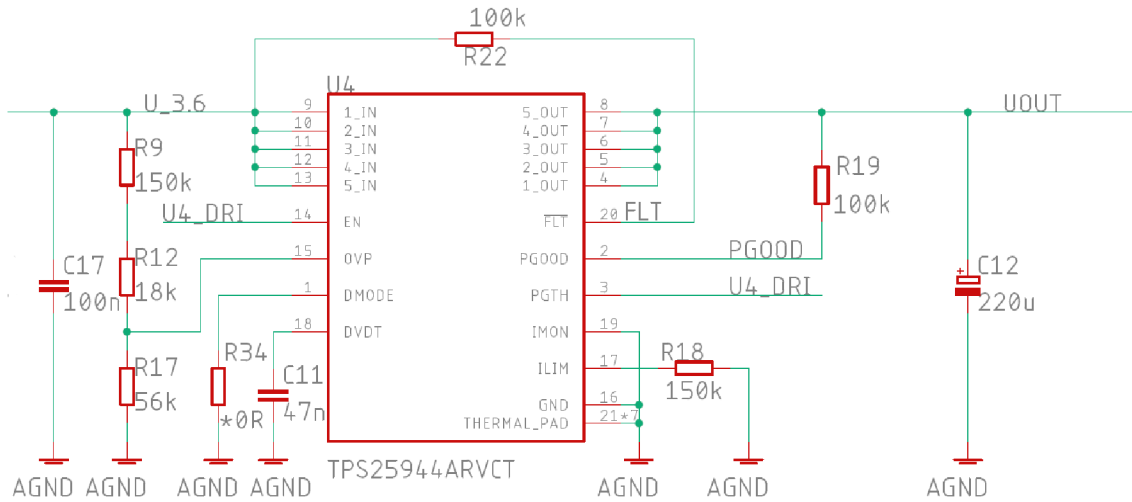 100k
R22
U4
U_3.6
9
1_IN
5_OUT
8
UOUT
10
2_IN
4_OUT
7
11
3_IN
3_OUT
6
12
4_IN
2_OUT
5
13
5_IN
1_OUT
4
R9
150k
R19
100k
U4_DRI
14
EN
FLT
20
FLT
15
OVP
PGOOD
2
PGOOD
C17
100n
R12
18k
1
DMODE
PGTH
3
U4_DRI
C12
+
220u
18
DVDT
IMON
19
R17
56k
R34
*0R
C11
47n
ILIM
17
R18
150k
GND
16
THERMAL_PAD
21*7
TPS25944ARVCT
AGND
AGND
AGND
AGND
AGND
AGND
AGND